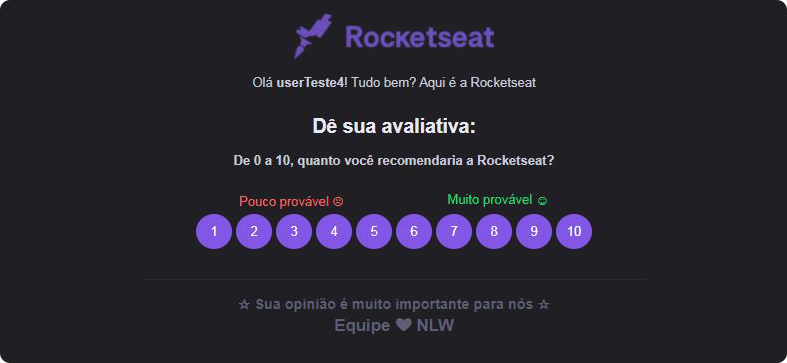 Rocketseat
Olá userTeste4! Tudo bem? Aqui é a Rocketseat
Dê sua avaliativa:
De 0 a 10, quanto você recomendaria a Rocketseat?
Pouco provável ☹ Muito provável ☺
1 2 3 4 5 6 7 8 9 10
☆ Sua opinião é muito importante para nós ☆
Equipe ♥ NLW